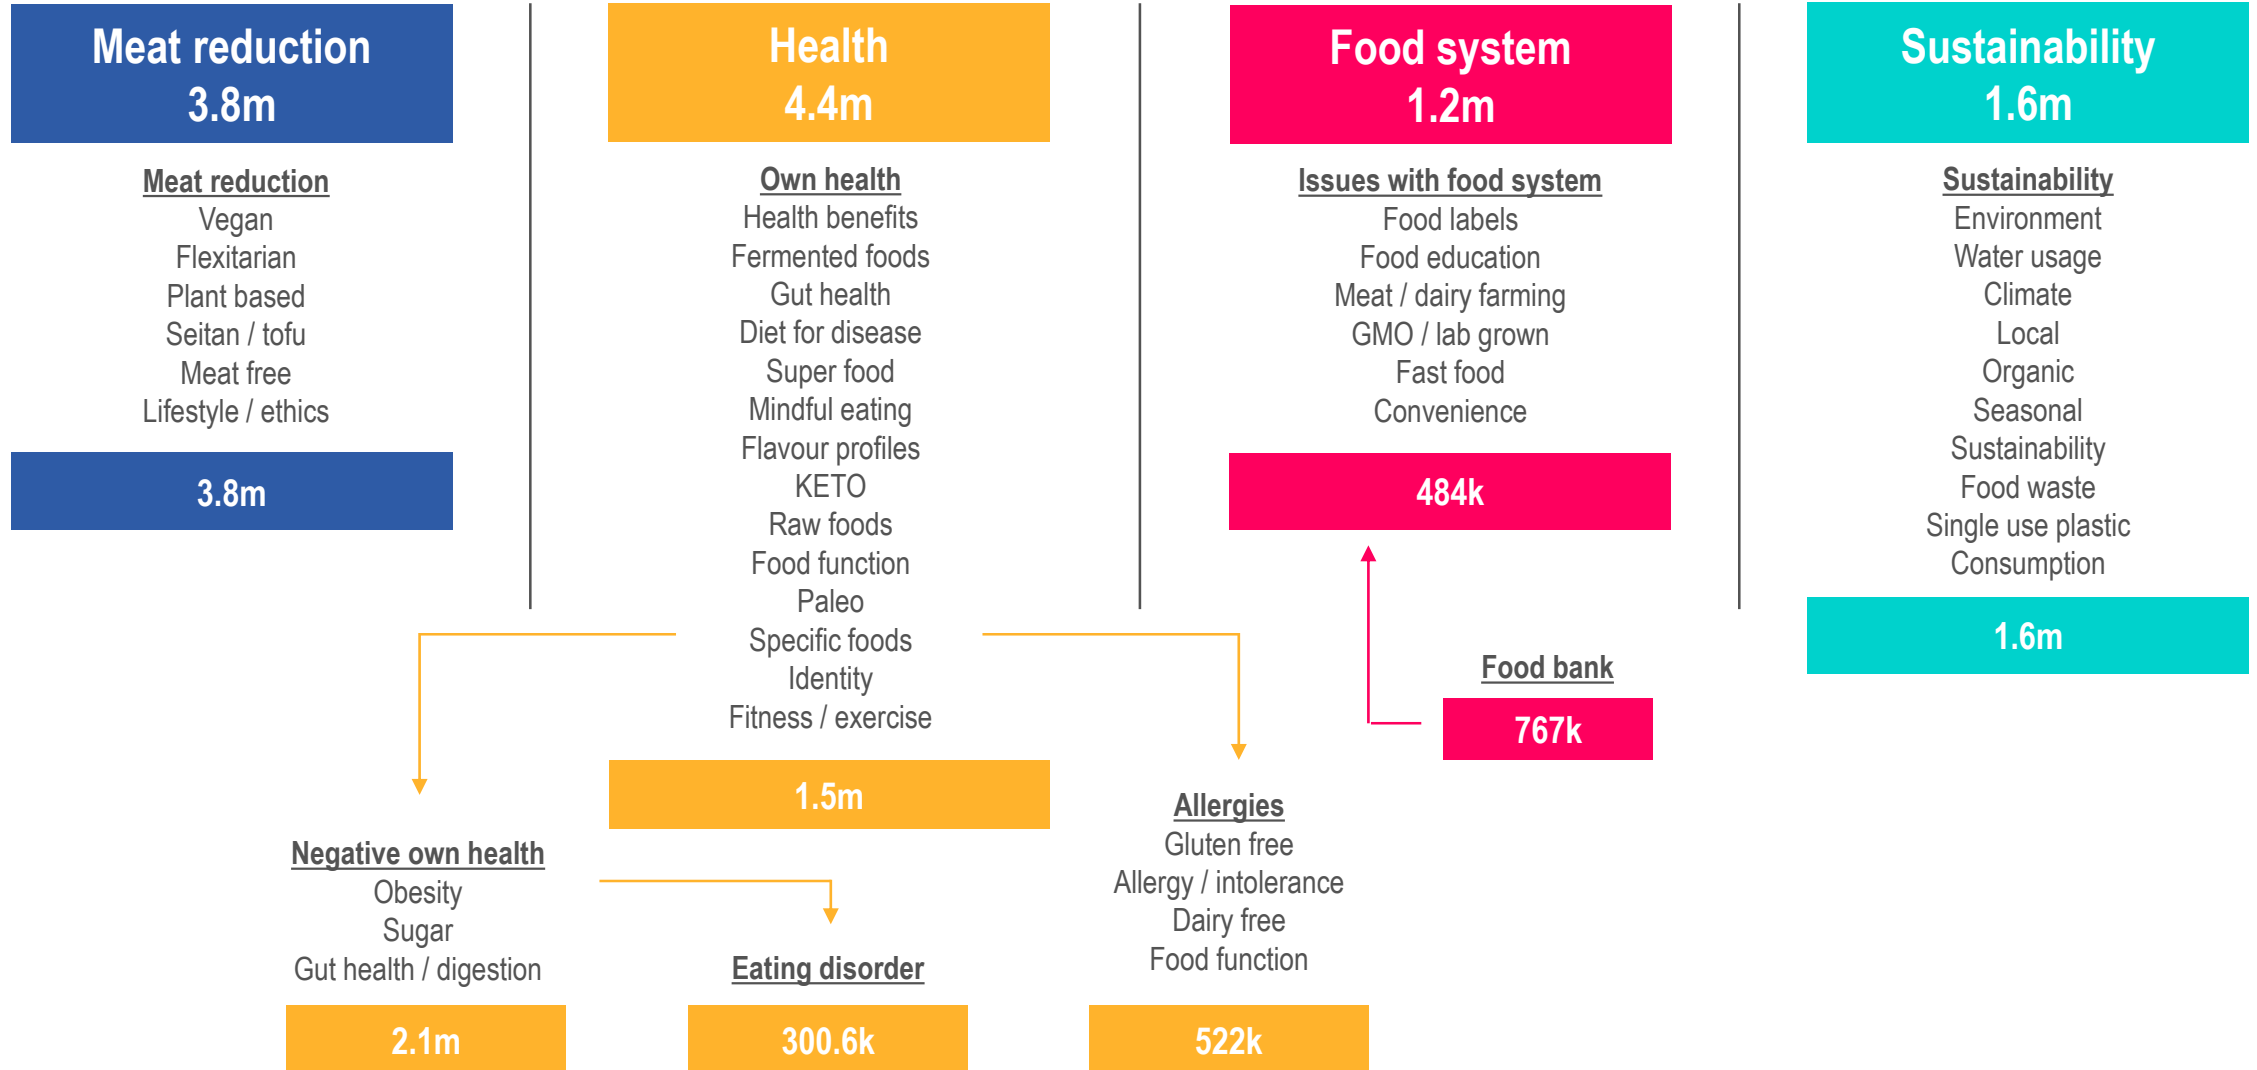 Meat reduction
3.8m
Meat reduction
Vegan
Flexitarian
Plant based
Seitan / tofu
Meat free
Lifestyle / ethics
3.8m
Health
4.4m
Own health
Health benefits
Fermented foods
Gut health
Diet for disease
Super food
Mindful eating
Flavour profiles
KETO
Raw foods
Food function
Paleo
Specific foods
Identity
Fitness / exercise
1.5m
Negative own health
Obesity
Sugar
Gut health / digestion
2.1m
Eating disorder
300.6k
Allergies
Gluten free
Allergy / intolerance
Dairy free
Food function
522k
Food system
1.2m
Issues with food system
Food labels
Food education
Meat / dairy farming
GMO / lab grown
Fast food
Convenience
484k
Food bank
767k
Sustainability
1.6m
Sustainability
Environment
Water usage
Climate
Local
Organic
Seasonal
Sustainability
Food waste
Single use plastic
Consumption
1.6m